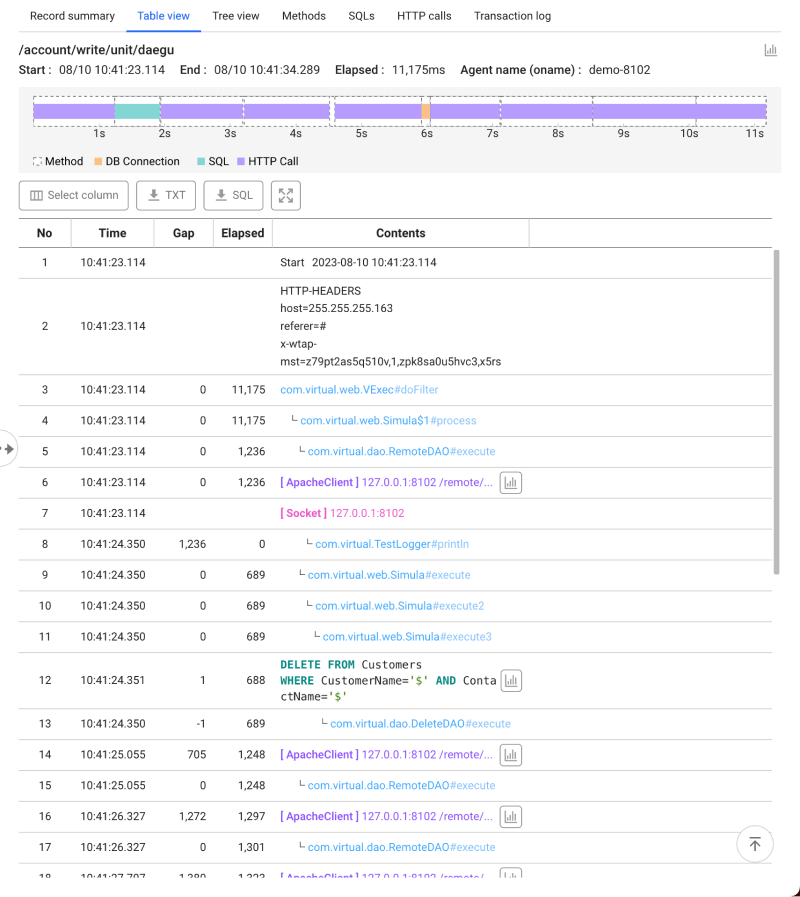 Record summary Table view Tree view Methods SQLs HTTP calls Transaction log
/account/write/unit/daegu
Start : 08/10 10:41:23.114 End : 08/10 10:41:34.289 Elapsed : 11,175ms Agent name (oname) : demo-8102
1s 2s 3s 4s 5s 6s 7s 8s 9s 10s 11s
Method DB Connection SQL HTTP Call
Select column TXT SQL
No Time Gap Elapsed Contents
1 10:41:23.114 Start 2023-08-10 10:41:23.114
HTTP-HEADERS
host=255.255.255.163
2 10:41:23.114 referer=#
x-wtap-
mst=z79pt2as5q510v,1,zpk8sa0u5hvc3,x5rs
3 10:41:23.114 0 11,175 com.virtual.web.VExec#doFilter
4 10:41:23.114 0 11,175 com.virtual.web.Simula$1#process
5 10:41:23.114 0 1,236 com.virtual.dao.RemoteDAO#execute
6 10:41:23.114 0 1,236 [ ApacheClient ] 127.0.0.1:8102 /remote/...
7 10:41:23.114 [ Socket ] 127.0.0.1:8102
8 10:41:24.350 1,236 0 com.virtual.TestLogger#println
9 10:41:24.350 0 689 com.virtual.web.Simula#execute
10 10:41:24.350 0 689 com.virtual.web.Simula#execute2
11 10:41:24.350 0 689 com.virtual.web.Simula#execute3
DELETE FROM Customers
12 10:41:24.351 1 688 WHERE CustomerName='$' AND Conta
ctName='$'
13 10:41:24.350 -1 689 com.virtual.dao.DeleteDAO#execute
14 10:41:25.055 705 1,248 [ ApacheClient ] 127.0.0.1:8102 /remote/...
15 10:41:25.055 0 1,248 com.virtual.dao.RemoteDAO#execute
16 10:41:26.327 1,272 1,297 [ ApacheClient ] 127.0.0.1:8102 /remote/...
17 10:41:26.327 0 1,301 com.virtual.dao.RemoteDAO#execute
18 [ ApacheClient ] 127.0.0.1:8102 /remote/...